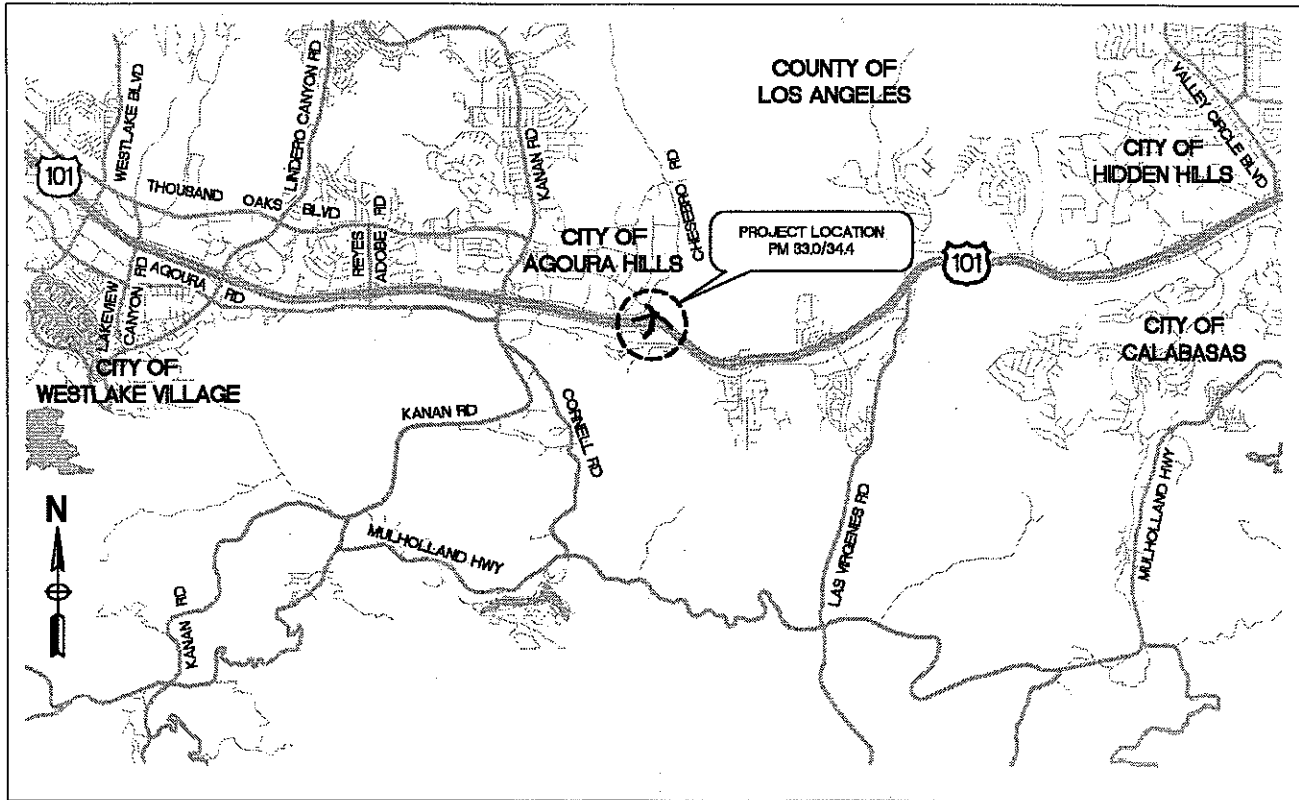 COUNTY OF
LOS ANGELES
VALLEY CIRCLE BLVD
CITY OF
HIDDEN HILLS
WESTLAKE BLVD
LINDERO CANYON RD
KANAN RD
CHESEBRO RD
101
THOUSAND OAKS BLVD
REYES
ADOBE RD
CITY OF
AGOURA HILLS
PROJECT LOCATION
PM 33.0/34.4
101
AGOURA RD
LAKEVIEW
CANYON RD
CITY OF
WESTLAKE VILLAGE
CITY OF
CALABASAS
KANAN RD
CORNELL RD
N
MULHOLLAND HWY
LAS VIRGENES RD
MULHOLLAND HWY
KANAN RD